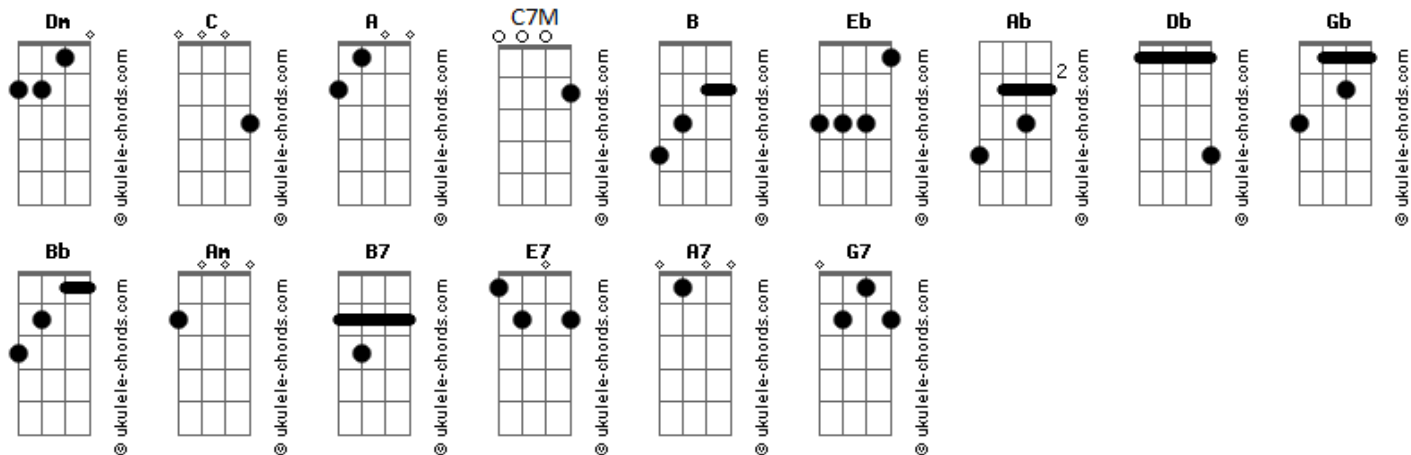 Dm C A C7M B Eb Ab Db Gb
2
© ukulele-chords.com © ukulele-chords.com © ukulele-chords.com © ukulele-chords.com © ukulele-chords.com © ukulele-chords.com © ukulele-chords.com © ukulele-chords.com © ukulele-chords.com
Bb Am B7 E7 A7 G7
© ukulele-chords.com © ukulele-chords.com © ukulele-chords.com © ukulele-chords.com © ukulele-chords.com © ukulele-chords.com